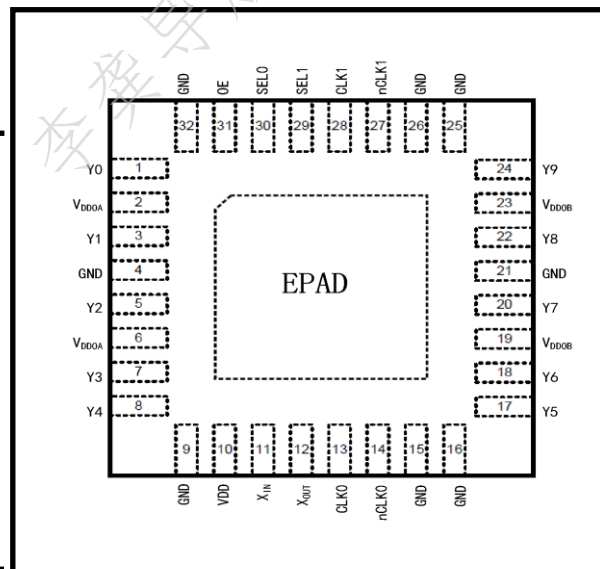 李龚导
GND OE SEL0 SEL1 CLK1 nCLK1 GND GND
32 31 30 29 28 27 26 25
Y0 1 24 Y9
VDDOA 2 23 VDDOB
Y1 3 22 Y8
GND 4 21 GND
EPAD
Y2 5 20 Y7
VDDOA 6 19 VDDOB
Y3 7 18 Y6
Y4 8 17 Y5
9 10 11 12 13 14 15 16
GND VDD XIN XOUT CLK0 nCLK0 GND GND